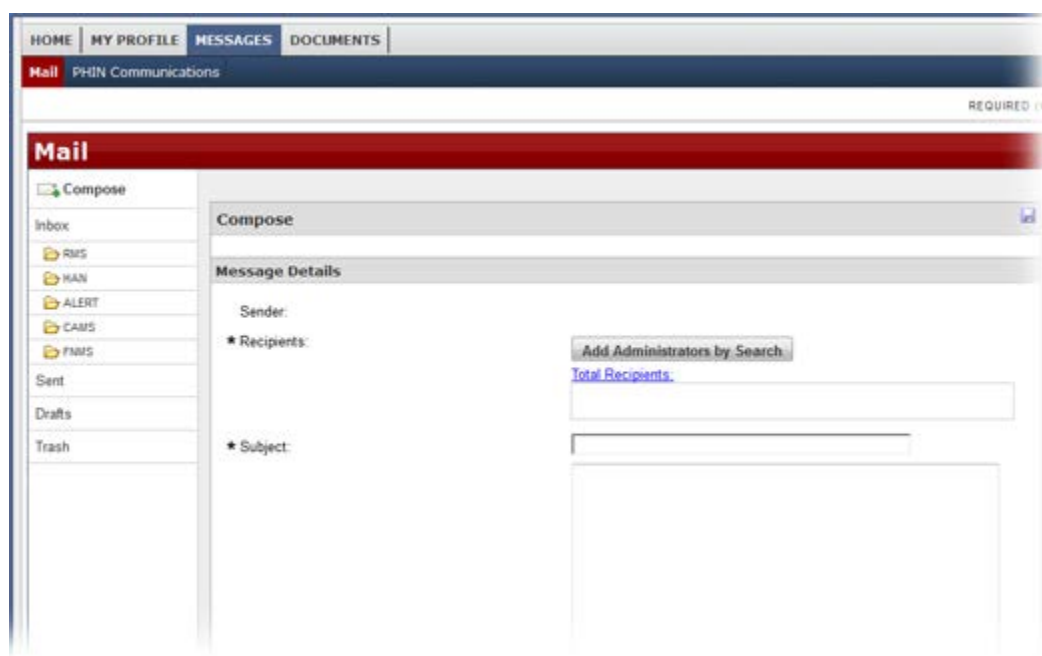 HOME MY PROFILE MESSAGES DOCUMENTS
Mail PHIN Communications
REQUIRED
Mail
Compose
Inbox
RMS
HAN
ALERT
CAMS
FNMS
Sent
Drafts
Trash
Compose
Message Details
Sender:
* Recipients:
Add Administrators by Search
Total Recipients:
* Subject: